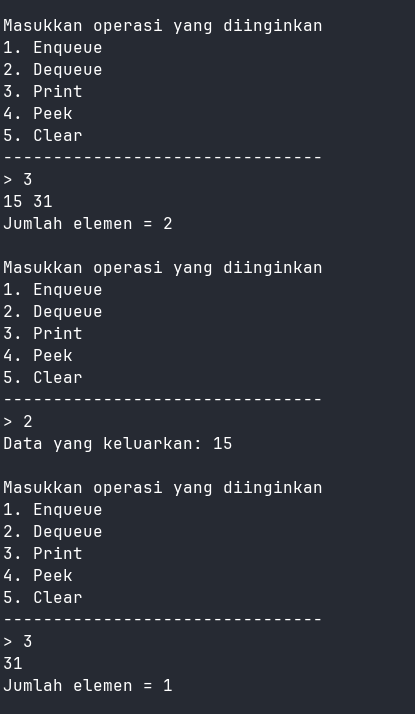 Masukkan operasi yang diinginkan
1. Enqueue
2. Dequeue
3. Print
4. Peek
5. Clear
--------------------------------
> 3
15 31
Jumlah elemen = 2
Masukkan operasi yang diinginkan
1. Enqueue
2. Dequeue
3. Print
4. Peek
5. Clear
--------------------------------
> 2
Data yang keluarkan: 15
Masukkan operasi yang diinginkan
1. Enqueue
2. Dequeue
3. Print
4. Peek
5. Clear
--------------------------------
> 3
31
Jumlah elemen = 1